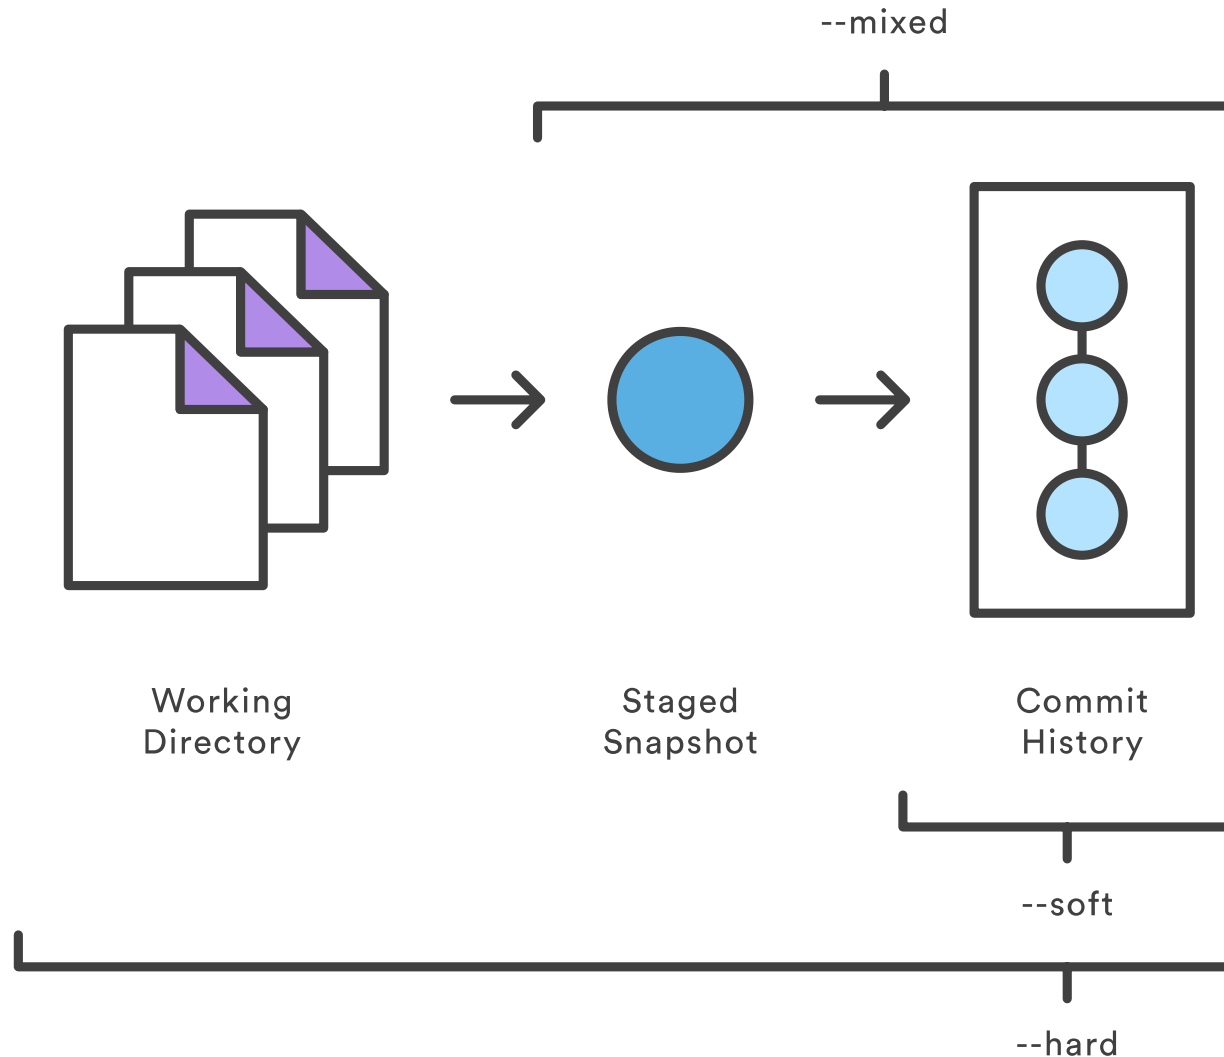 --mixed
Working
Directory
Staged
Snapshot
Commit
History
--soft
--hard